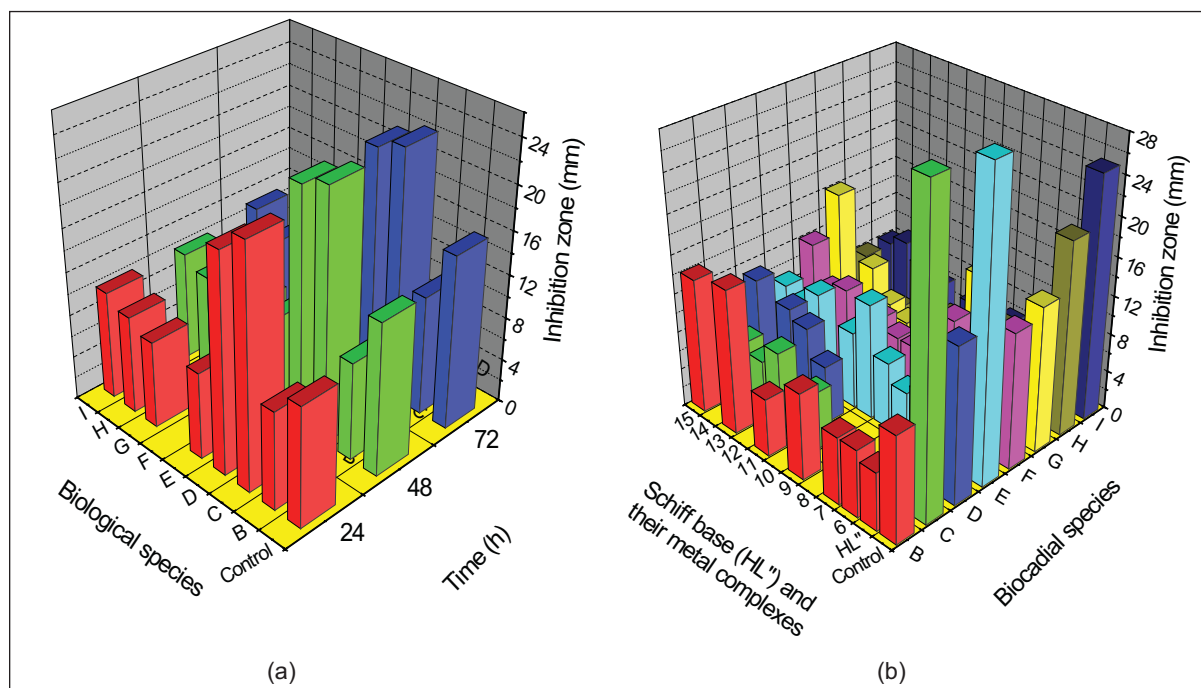 24
20
16
12
8
4
0
Inhibition zone (mm)
D
I
H
G
F
E
D
C
B
Control
Biological species
24
48
72
Time (h)
(a)
28
24
20
16
12
8
4
0
Inhibition zone (mm)
15
14
13
12
11
10
9
8
7
6
HL"
Control
Schiff base (HL") and
their metal complexes
B
C
D
E
F
G
H
I
Biocadial species
(b)